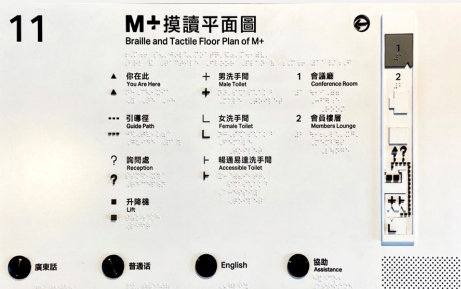 11
M+摸讀平面圖
Braille and Tactile Floor Plan of M+
▲ 你在此
You Are Here
引導徑
Guide Path
? 詢問處
Reception
■ 升降機
Lift
男洗手間
Male Toilet
女洗手間
Female Toilet
暢通易達洗手間
Accessible Toilet
1 會議廳
Conference Room
2 會員樓層
Members Lounge
1
2
?
廣東話
普通话
English
協助
Assistance